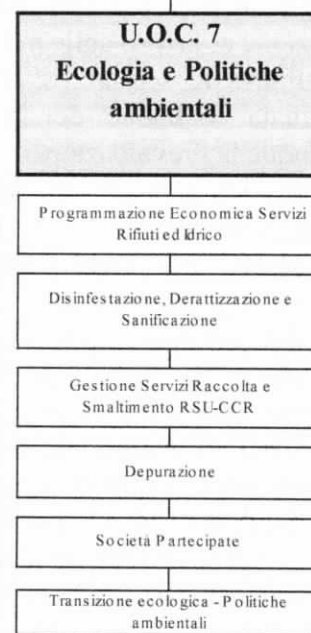 U.O.C. 7
Ecologia e Politiche
ambientali
Programmazione Economica Servizi
Rifiuti ed Idrico
Disinfestazione, Derattizzazione e
Sanificazione
Gestione Servizi Raccolta e
Smaltimento RSU-CCR
Depurazione
Società Partecipate
Transizione ecologica - Politiche
ambientali